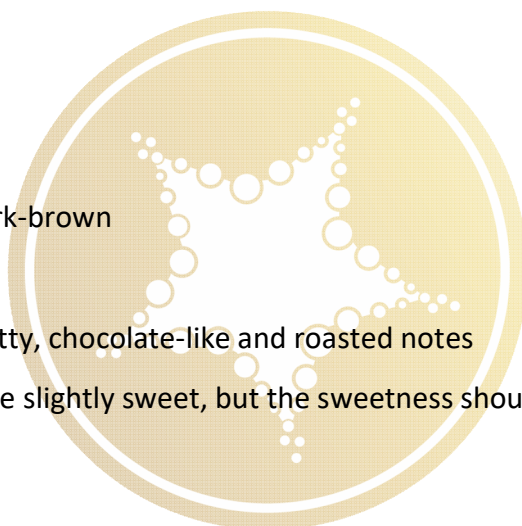 rk-brown
tty, chocolate-like and roasted notes
e slightly sweet, but the sweetness shou